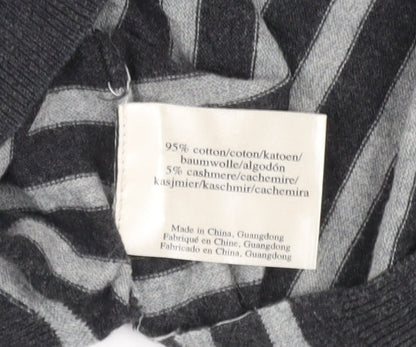 95% cotton/coton/katoen/
baumwolle/algodón
5% cashmere/cachemire/
kasjmier/kaschmir/cachemira
Made in China, Guangdong
Fabriqué en Chine, Guangdong
Fabricado en China, Guangdong